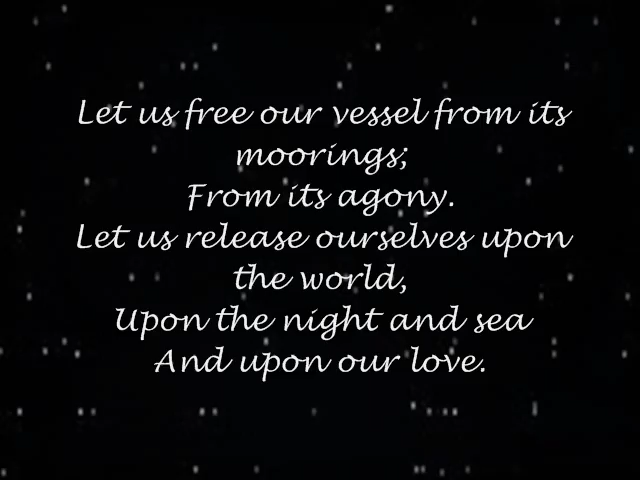 Let us free our vessel from its
moorings;
From its agony.
Let us release ourselves upon
the world,
Upon the night and sea
And upon our love.